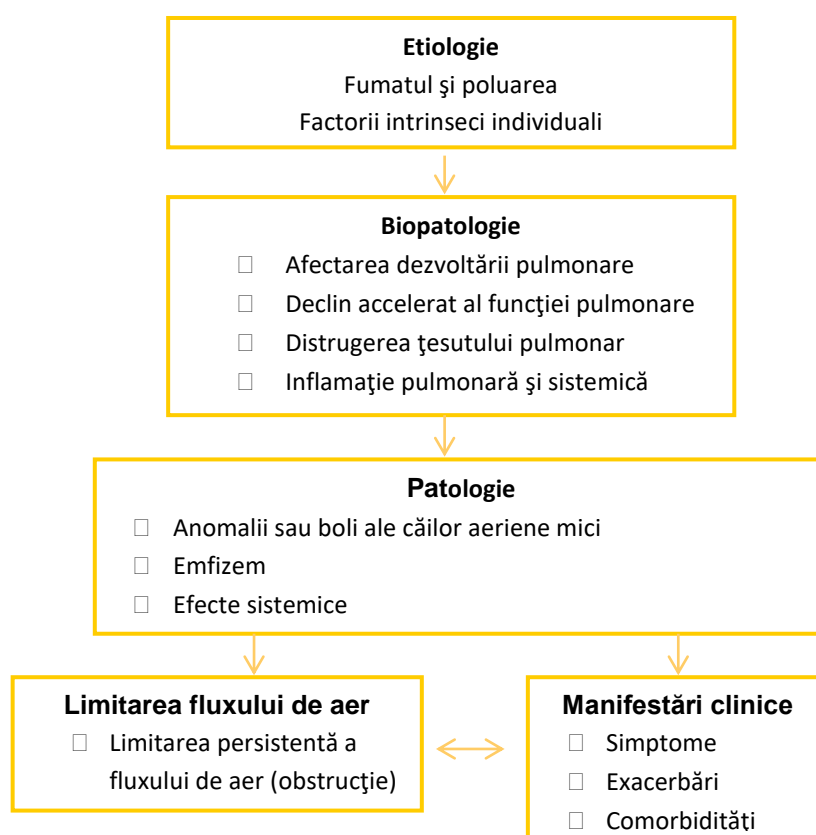 Etiologie
Fumatul şi poluarea
Factorii intrinseci individuali
Biopatologie
Afectarea dezvoltării pulmonare
Declin accelerat al funcţiei pulmonare
Distrugerea ţesutului pulmonar
Inflamaţie pulmonară şi sistemică
Patologie
Anomalii sau boli ale căilor aeriene mici
Emfizem
Efecte sistemice
Limitarea fluxului de aer
Limitarea persistentă a
fluxului de aer (obstrucţie)
Manifestări clinice
Simptome
Exacerbări
Comorbidităţi